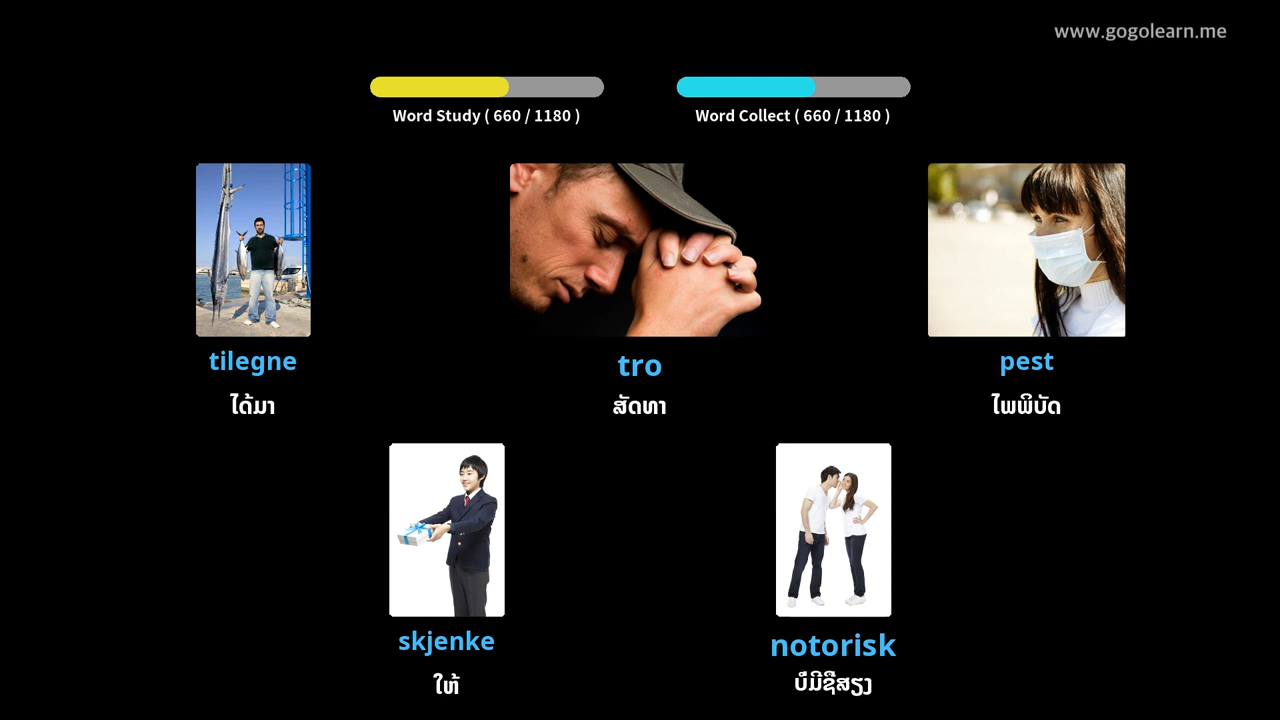 www.gogolearn.me
Word Study ( 660 / 1180 )
Word Collect ( 660 / 1180 )
tilegne
ໄດ້ມາ
tro
ສັດທາ
pest
ໄພພິບັດ
skjenke
ໃຫ້
notorisk
ບໍ່ມີຊື່ສຽງ